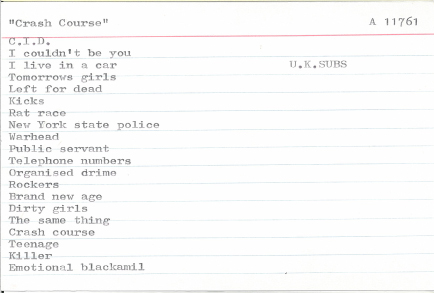 "Crash Course" A 11761
C.I.D.
I couldn't be you
I live in a car U.K.SUBS
Tomorrows girls
Left for dead
Kicks
Rat race
New York state police
Warhead
Public servant
Telephone numbers
Organised drime
Rockers
Brand new age
Dirty girls
The same thing
Crash course
Teenage
Killer
Emotional blackamil